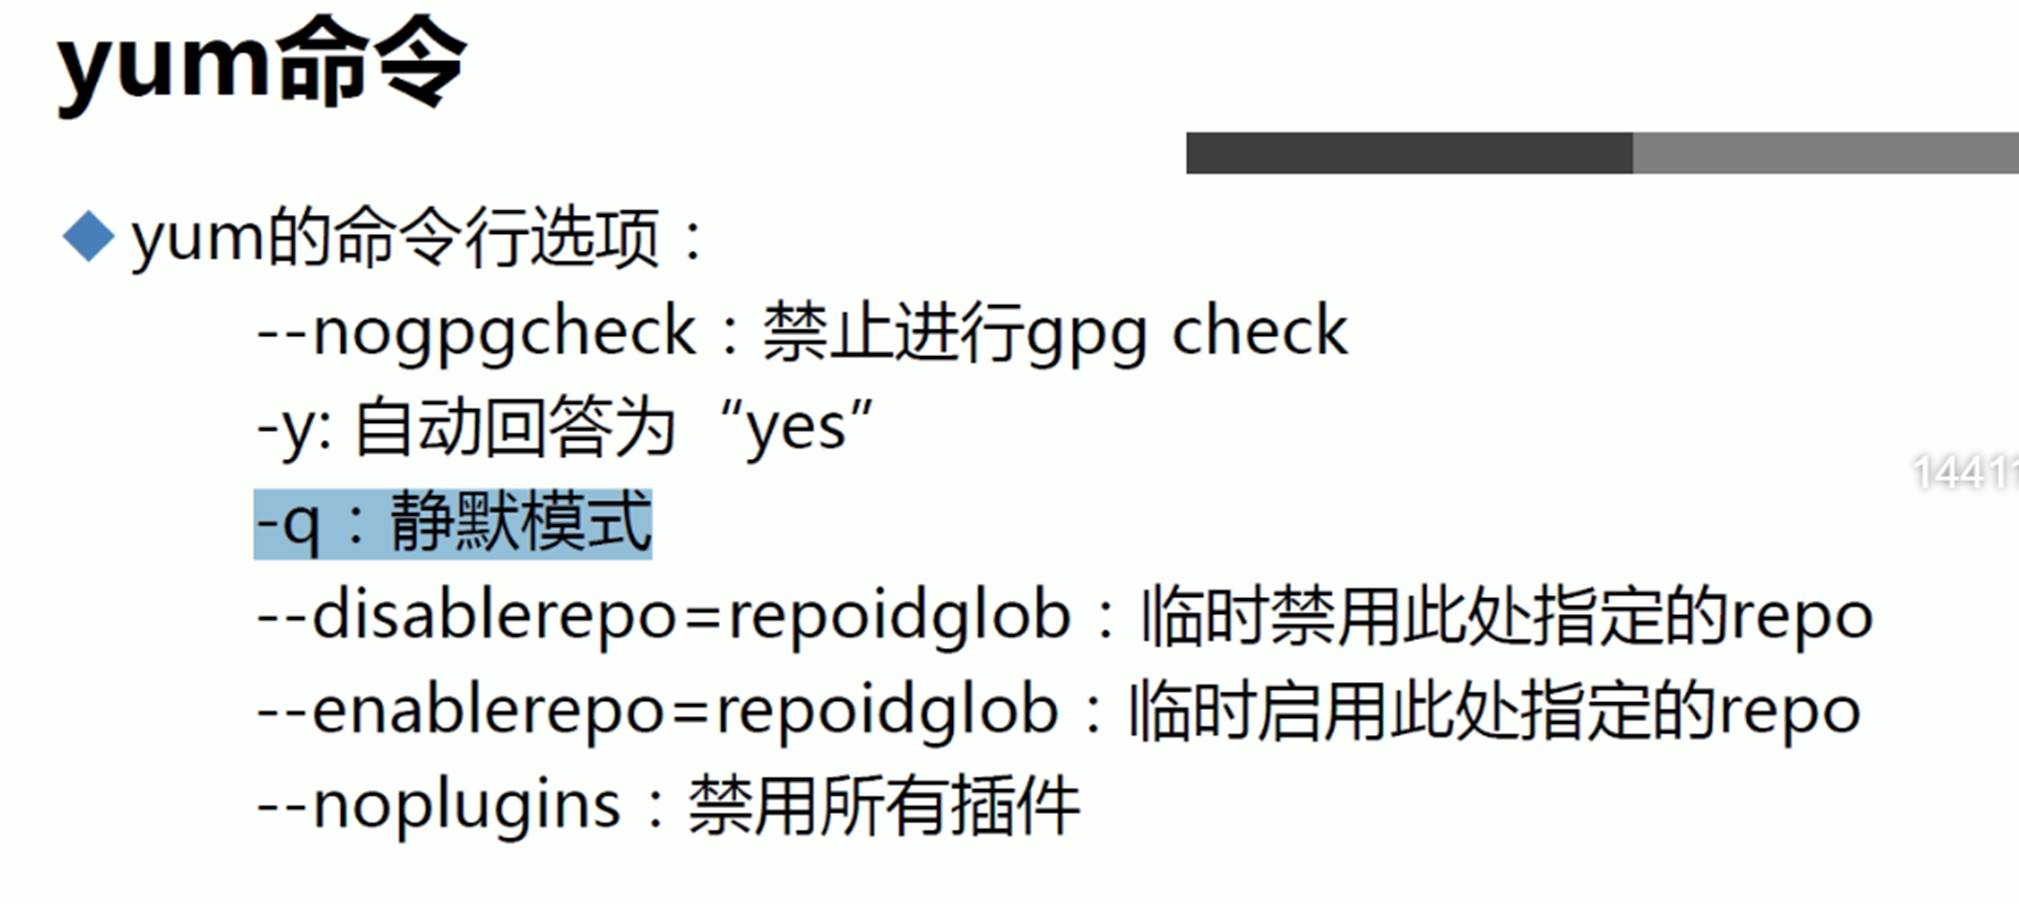 yum命令
yum的命令行选项：
--nogpgcheck：禁止进行gpg check
-y: 自动回答为“yes”
14411
-q：静默模式
--disablerepo=repoidglob：临时禁用此处指定的repo
--enablerepo=repoidglob：临时启用此处指定的repo
--noplugins：禁用所有插件